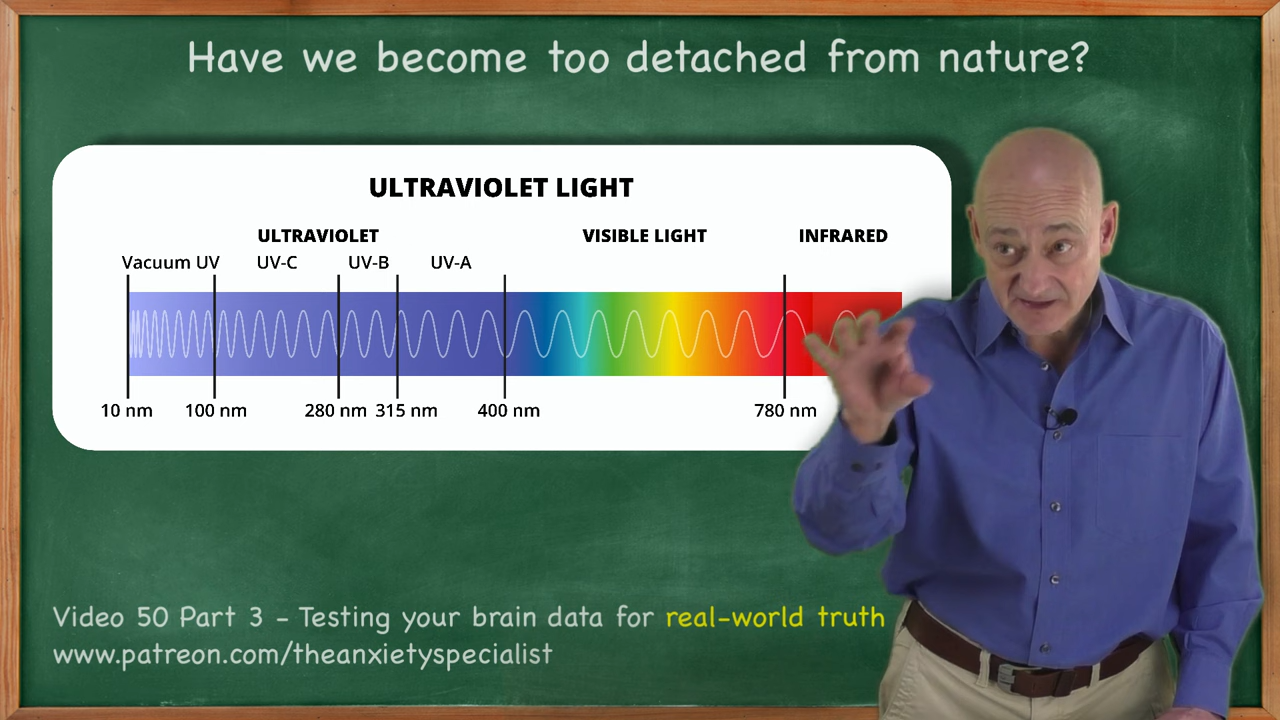 Have we become too detached from nature?
ULTRAVIOLET LIGHT
ULTRAVIOLET VISIBLE LIGHT INFRARED
Vacuum UV UV-C UV-B UV-A
10 nm 100 nm 280 nm 315 nm 400 nm 780 nm
Video 50 Part 3 - Testing your brain data for real-world truth
www.patreon.com/theanxietyspecialist